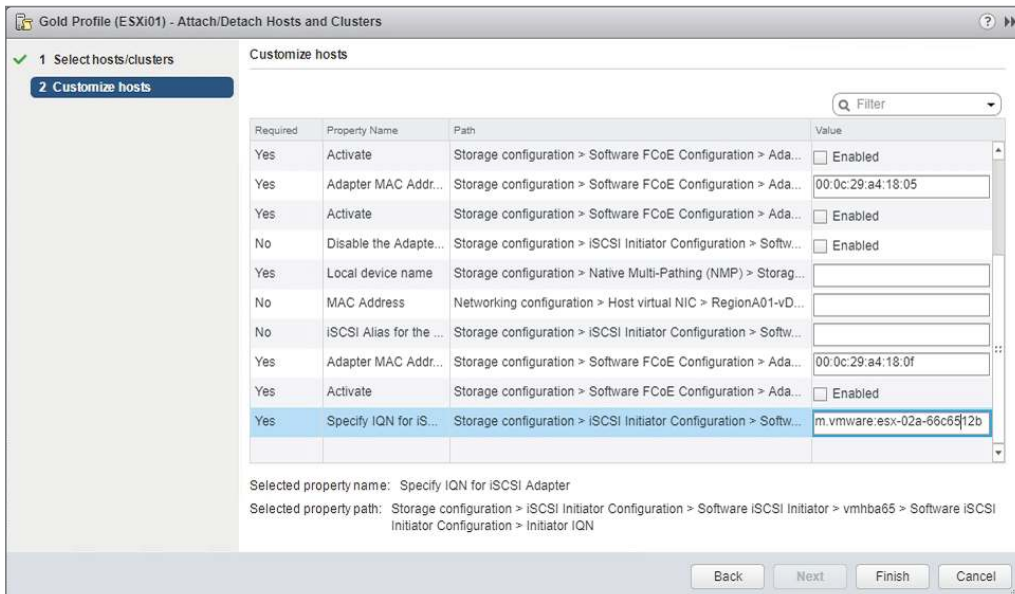 Gold Profile (ESXi01) - Attach/Detach Hosts and Clusters
1 Select hosts/clusters
2 Customize hosts
Customize hosts
Filter
Required Property Name Path Value
Yes Activate Storage configuration > Software FCoE Configuration > Ada... Enabled
Yes Adapter MAC Addr... Storage configuration > Software FCoE Configuration > Ada... 00:0c:29:a4:18:05
Yes Activate Storage configuration > Software FCoE Configuration > Ada... Enabled
No Disable the Adapte... Storage configuration > iSCSI Initiator Configuration > Softw... Enabled
Yes Local device name Storage configuration > Native Multi-Pathing (NMP) > Storag...
No MAC Address Networking configuration > Host virtual NIC > RegionA01-vD...
No iSCSI Alias for the ... Storage configuration > iSCSI Initiator Configuration > Softw...
Yes Adapter MAC Addr... Storage configuration > Software FCoE Configuration > Ada... 00:0c:29:a4:18:0f
Yes Activate Storage configuration > Software FCoE Configuration > Ada... Enabled
Yes Specify IQN for iS... Storage configuration > iSCSI Initiator Configuration > Softw... m.vmware:esx-02a-66c6512b
Selected property name: Specify IQN for iSCSI Adapter
Selected property path: Storage configuration > iSCSI Initiator Configuration > Software iSCSI Initiator > vmhba65 > Software iSCSI
Initiator Configuration > Initiator IQN
Back Next Finish Cancel